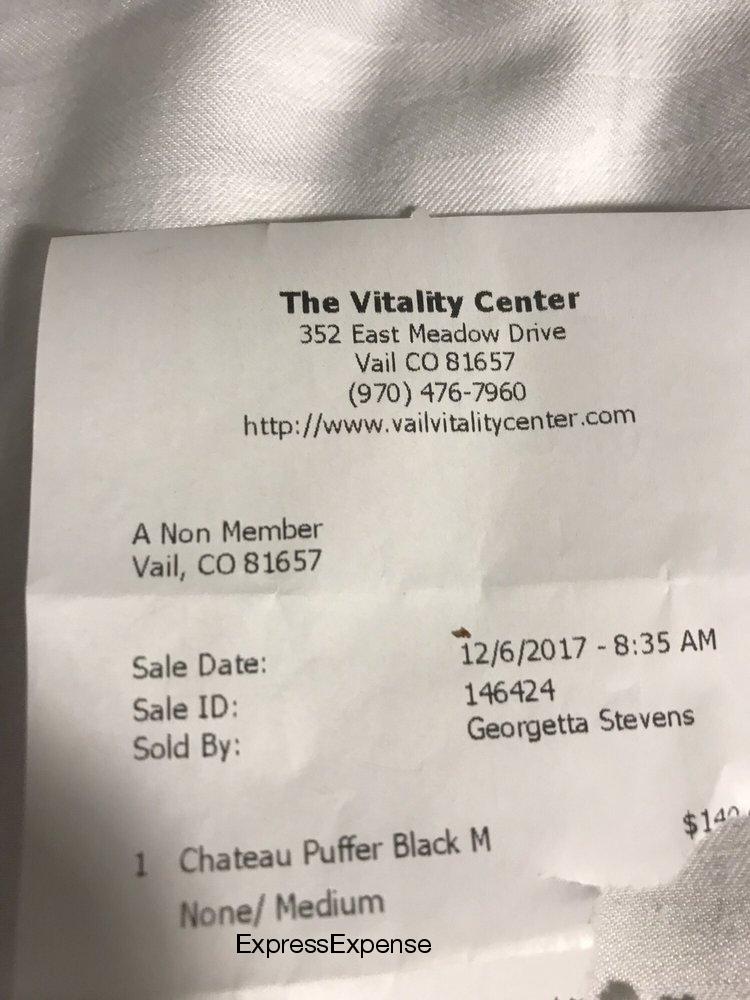 The Vitality Center
352 East Meadow Drive
Vail CO 81657
(970) 476-7960
http://www.vailvitalitycenter.com
A Non Member
Vail, CO 81657
Sale Date: 12/6/2017 - 8:35 AM
Sale ID: 146424
Sold By: Georgetta Stevens
1 Chateau Puffer Black M
None/ Medium
ExpressExpense